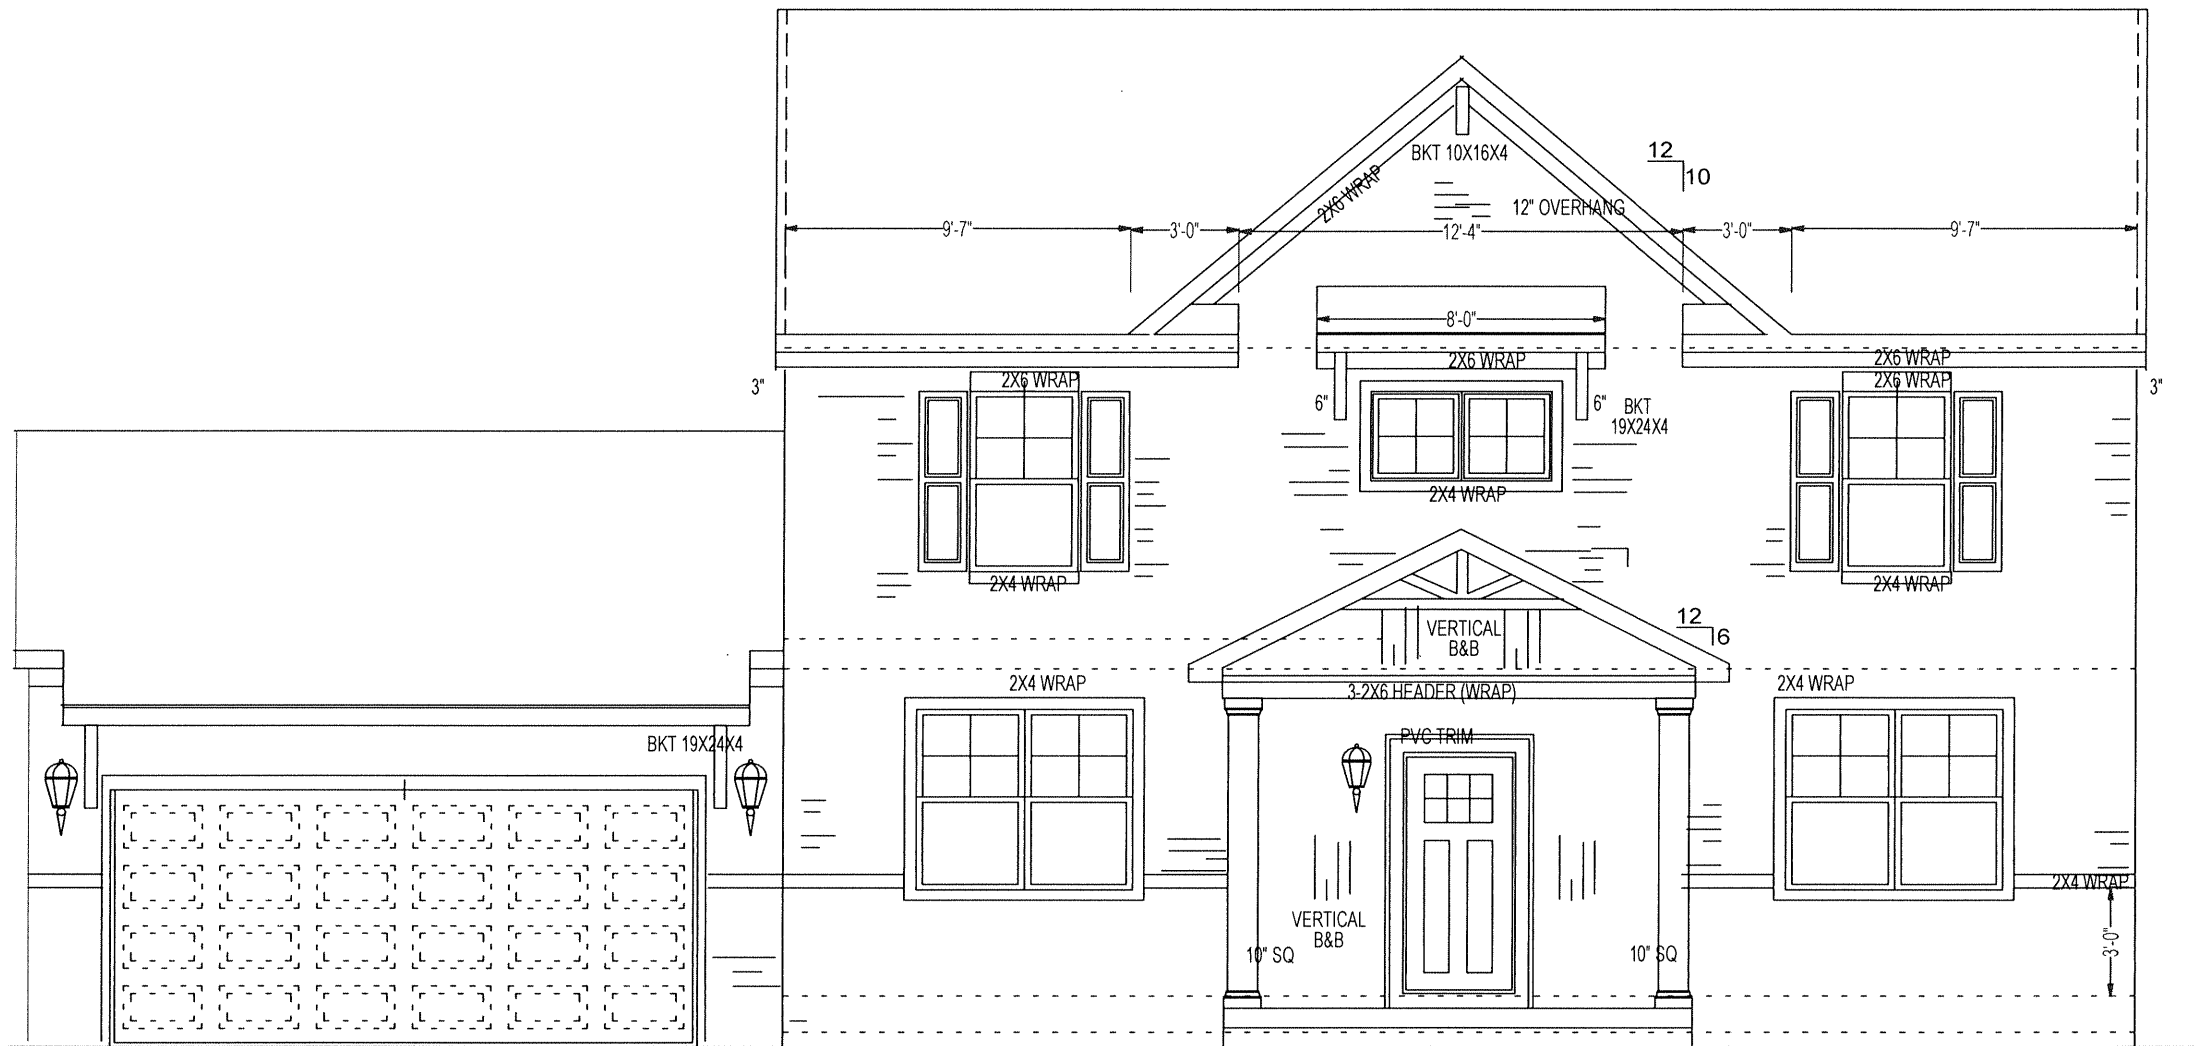 BKT 10X16X4
12
10
2X6 WRAP
12" OVERHANG
9'-7"
3'-0"
12'-4"
3'-0"
9'-7"
8'-0"
2X6 WRAP
2X6 WRAP
3"
2X6 WRAP
2X6 WRAP
3"
6"
6"
BKT
19X24X4
2X4 WRAP
2X4 WRAP
2X4 WRAP
12
6
VERTICAL
B&B
2X4 WRAP
3-2X6 HEADER (WRAP)
2X4 WRAP
BKT 19X24X4
PVC TRIM
2X4 WRAP
VERTICAL
B&B
10" SQ
10" SQ
3'-0"